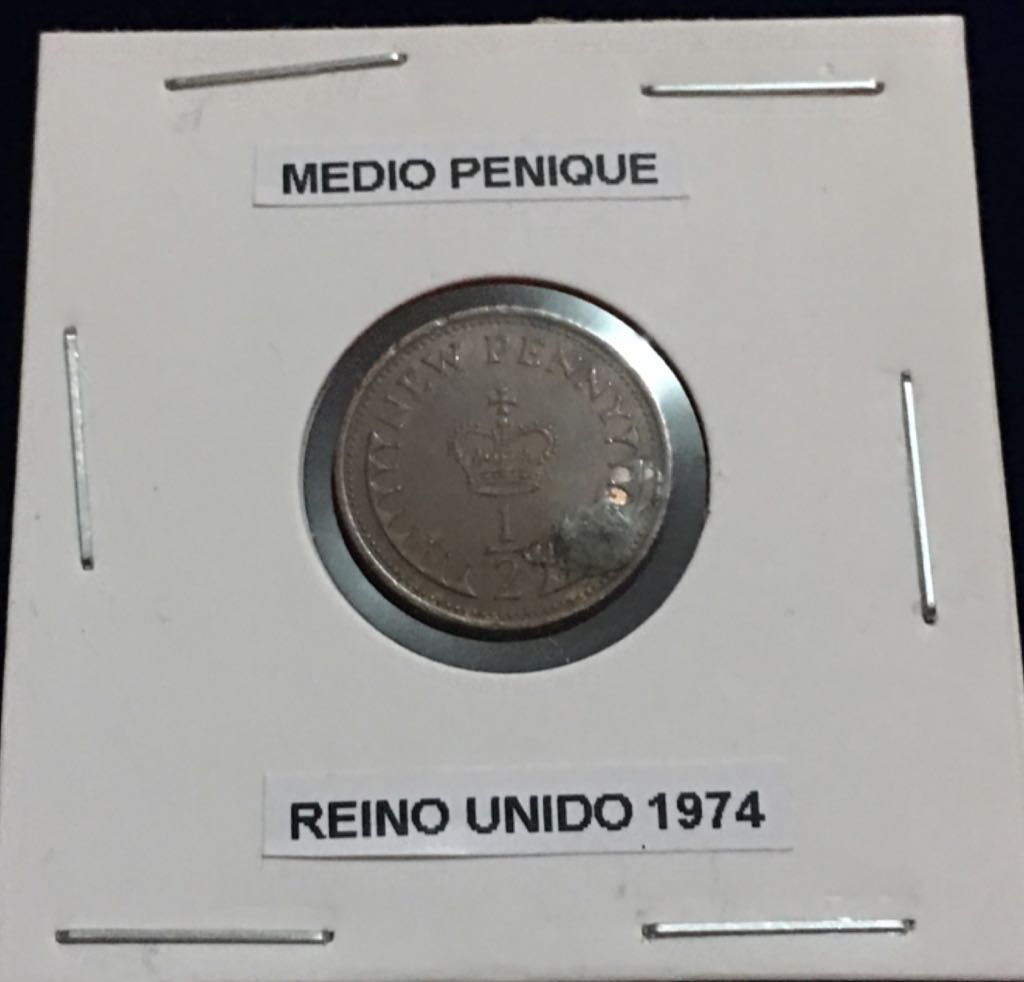 MEDIO PENIQUE
NEW PENNY
1
2
REINO UNIDO 1974